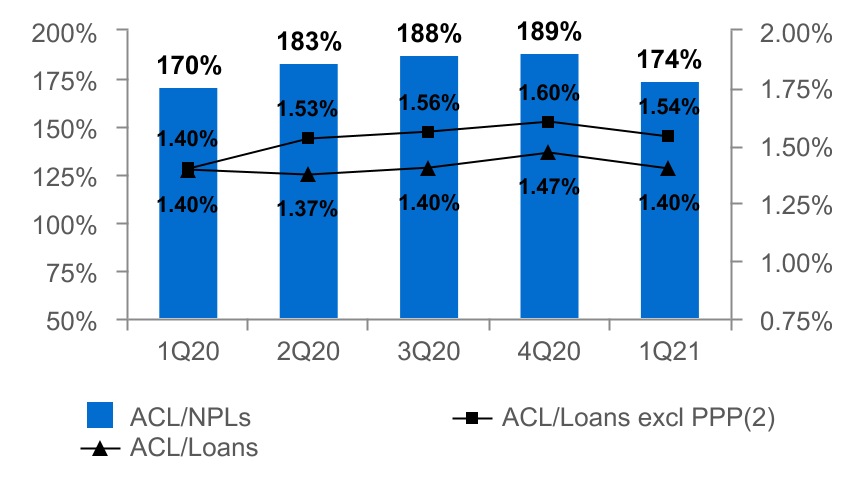 200% 170% 183% 188% 189% 174% 2.00%
175% 1.40% 1.53% 1.56% 1.60% 1.54% 1.75%
150% 1.50%
125% 1.40% 1.37% 1.40% 1.47% 1.40% 1.25%
100% 1.00%
75%
50% 0.75%
1Q20 2Q20 3Q20 4Q20 1Q21
ACL/NPLs ACL/Loans excl PPP(2)
ACL/Loans